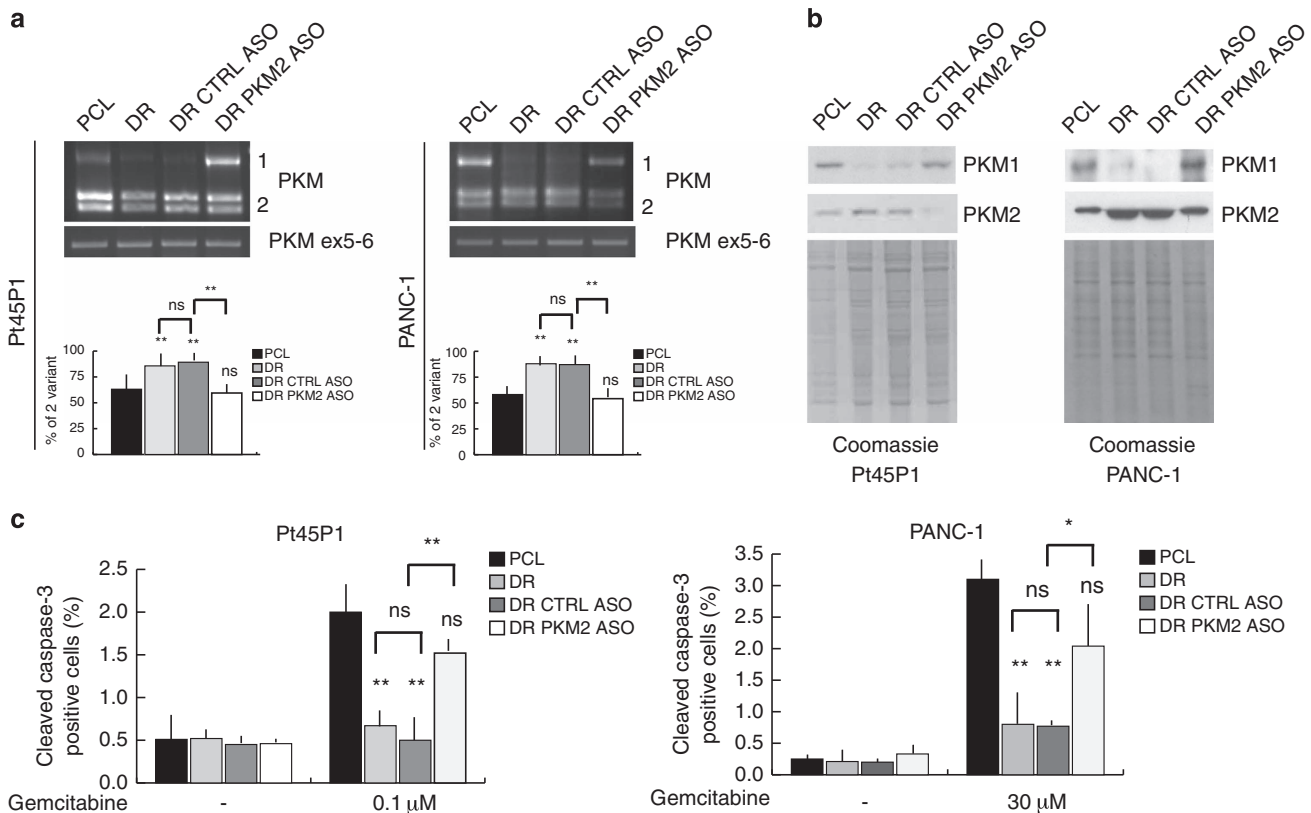 a
PCL
DR
DR CTRL ASO
DR PKM2 ASO
1
PKM
2
PKM ex5-6
Pt45P1
**
ns
** **
ns
% of 2 variant
100
75
50
25
0
PCL
DR
DR CTRL ASO
DR PKM2 ASO
PCL
DR
DR CTRL ASO
DR PKM2 ASO
1
PKM
2
PKM ex5-6
PANC-1
**
ns
** **
ns
% of 2 variant
100
75
50
25
0
PCL
DR
DR CTRL ASO
DR PKM2 ASO
b
PCL
DR
DR CTRL ASO
DR PKM2 ASO
PKM1
PKM2
Coomassie
Pt45P1
PCL
DR
DR CTRL ASO
DR PKM2 ASO
PKM1
PKM2
Coomassie
PANC-1
c
Pt45P1
**
ns
ns
** **
PCL
DR
DR CTRL ASO
DR PKM2 ASO
Cleaved caspase-3
positive cells (%)
2.5
2.0
1.5
1.0
0.5
0.0
Gemcitabine - 0.1 μM
PANC-1
*
ns
ns
** **
PCL
DR
DR CTRL ASO
DR PKM2 ASO
Cleaved caspase-3
positive cells (%)
3.5
3.0
2.5
2.0
1.5
1.0
0.5
0.0
Gemcitabine - 30 μM